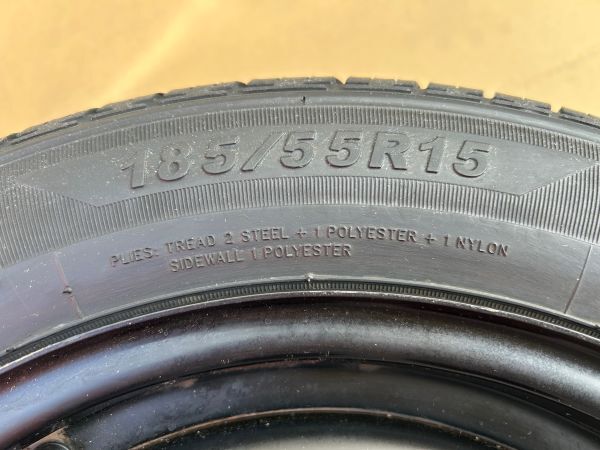 185/55R15
PLIES: TREAD 2 STEEL + 1 POLYESTER + 1 NYLON
SIDEWALL 1 POLYESTER